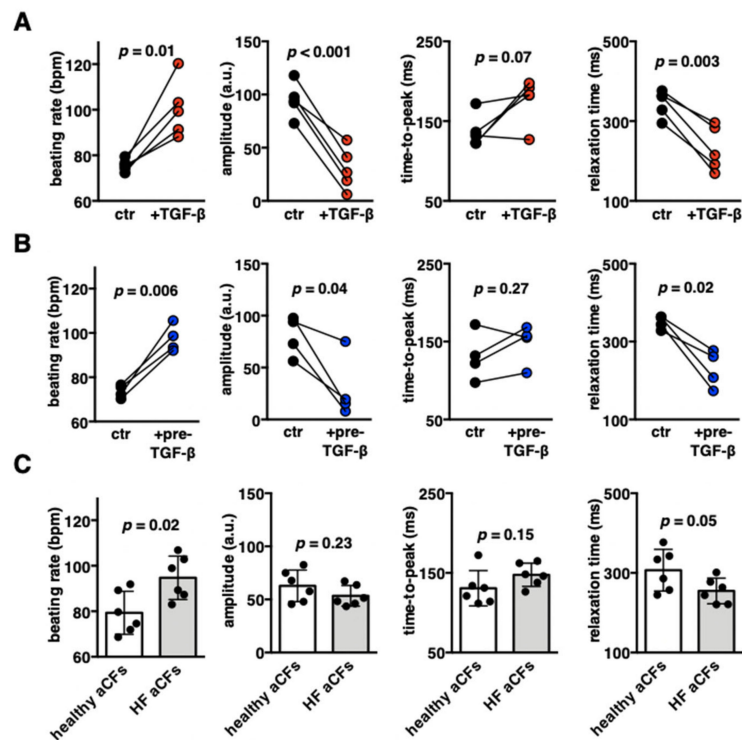 A
beating rate (bpm)
120
100
80
60
p = 0.01
ctr +TGF-β
amplitude (a.u.)
150
100
50
0
p < 0.001
ctr +TGF-β
time-to-peak (ms)
250
150
50
p = 0.07
ctr +TGF-β
relaxation time (ms)
500
300
100
p = 0.003
ctr +TGF-β
B
beating rate (bpm)
120
100
80
60
p = 0.006
ctr +pre-
TGF-β
amplitude (a.u.)
150
100
50
0
p = 0.04
ctr +pre-
TGF-β
time-to-peak (ms)
250
150
50
p = 0.27
ctr +pre-
TGF-β
relaxation time (ms)
500
300
100
p = 0.02
ctr +pre-
TGF-β
C
beating rate (bpm)
120
100
80
60
p = 0.02
healthy aCFs
HF aCFs
amplitude (a.u.)
150
100
50
0
p = 0.23
healthy aCFs
HF aCFs
time-to-peak (ms)
250
150
50
p = 0.15
healthy aCFs
HF aCFs
relaxation time (ms)
500
300
100
p = 0.05
healthy aCFs
HF aCFs